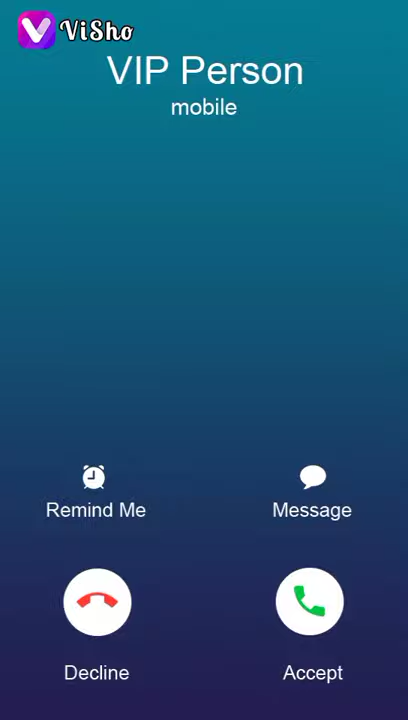 ViSho
VIP Person
mobile
Remind Me
Message
Decline
Accept